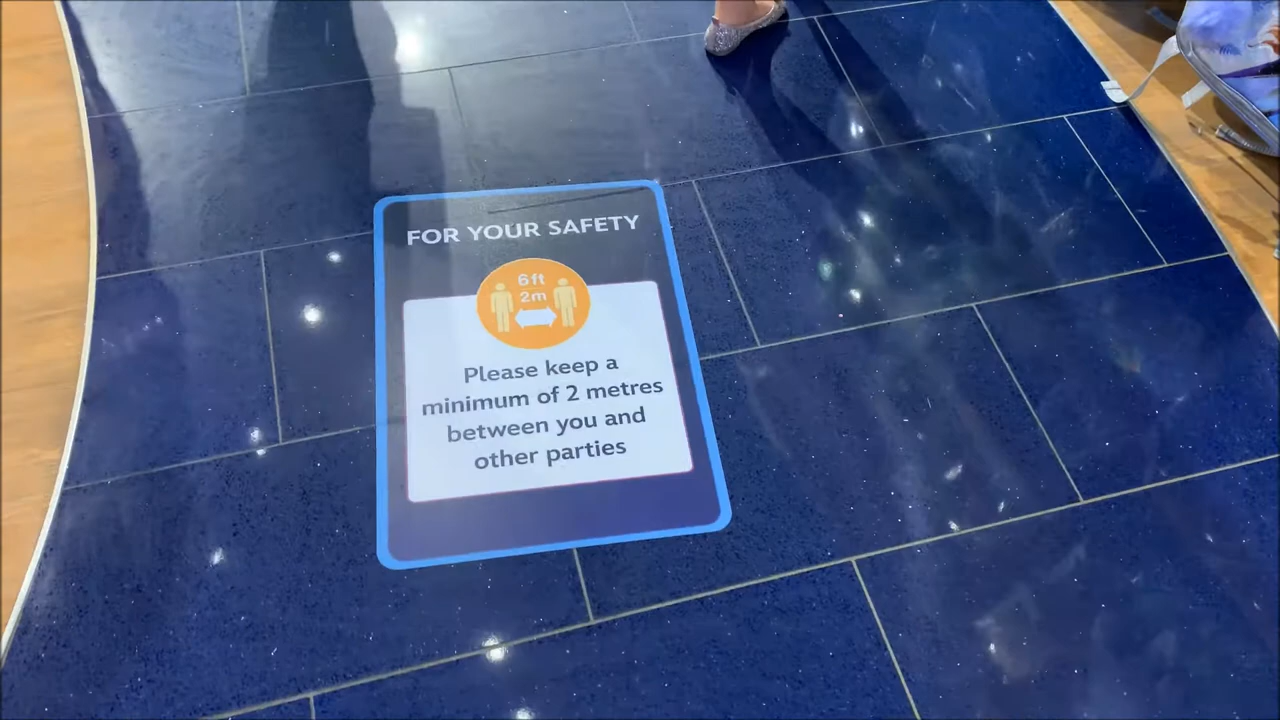 FOR YOUR SAFETY
6ft
2m
Please keep a
minimum of 2 metres
between you and
other parties